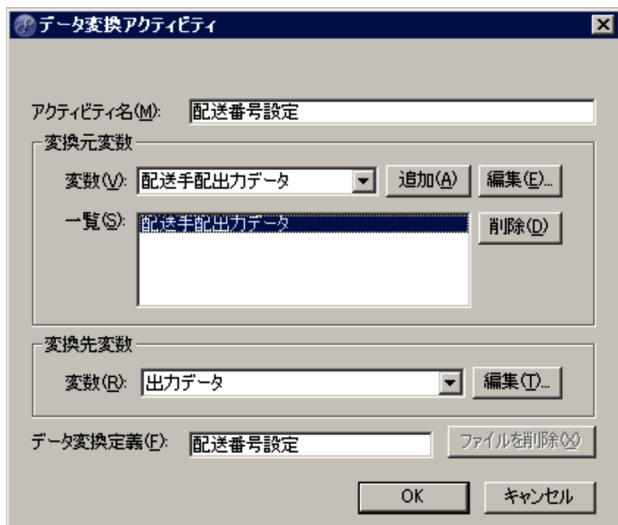 データ変換アクティビティ
アクティビティ名(M): 配送番号設定
変換元変数
変数(V): 配送手配出力データ 追加(A) 編集(E)...
一覧(S): 配送手配出力データ 削除(D)
変換先変数
変数(R): 出力データ 編集(T)...
データ変換定義(F): 配送番号設定 ファイルを削除(X)
OK キャンセル